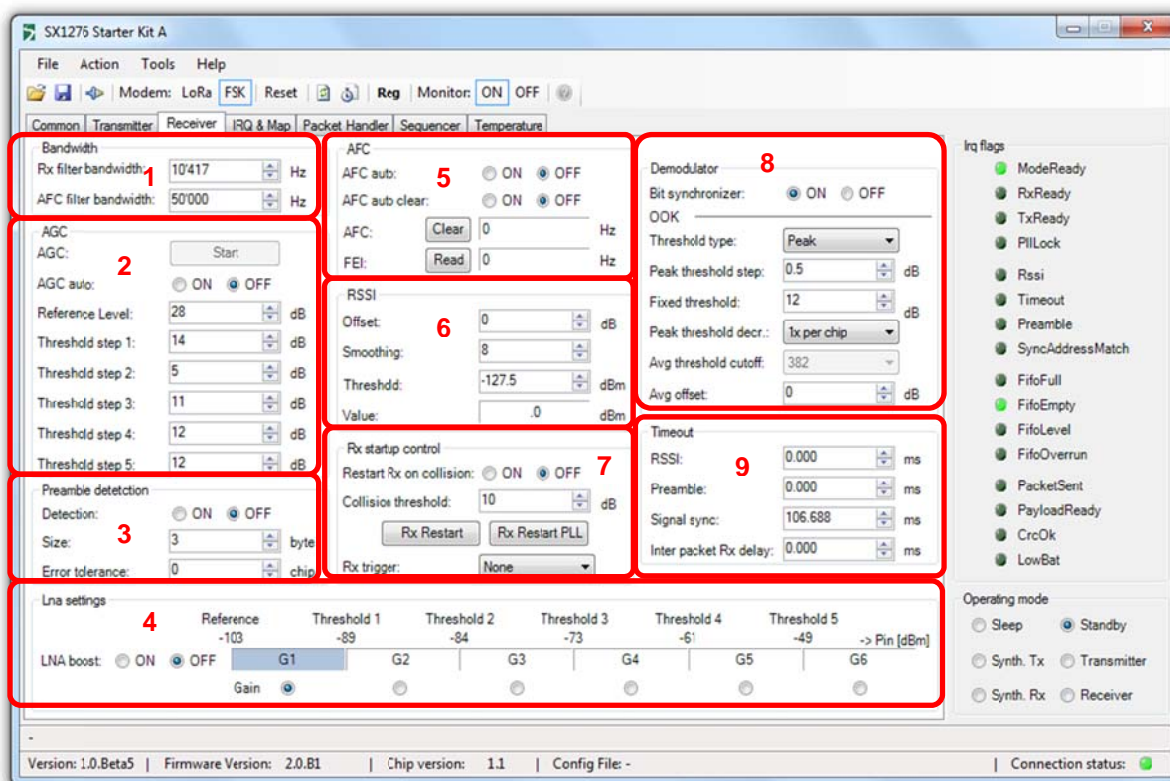 SX1276 Starter Kit A
File Action Tools Help
Modem: LoRa FSK Reset Reg Monitor: ON OFF
Common Transmitter Receiver IRQ & Map Packet Handler Sequencer Temperature
Bandwidth
1
Rx filter bandwidth: 10'417 Hz
AFC filter bandwidth: 50'000 Hz
AGC
2
AGC: Start
AGC auto: ON OFF
Reference Level: 28 dB
Threshold step 1: 14 dB
Threshold step 2: 5 dB
Threshold step 3: 11 dB
Threshold step 4: 12 dB
Threshold step 5: 12 dB
Preamble detetction
3
Detection: ON OFF
Size: 3 byte
Error tolerance: 0 chip
AFC
5
AFC auto: ON OFF
AFC auto clear: ON OFF
AFC: Clear 0 Hz
FEI: Read 0 Hz
RSSI
6
Offset: 0 dB
Smoothing: 8
Threshold: -127.5 dBm
Value: .0 dBm
Rx startup control
7
Restart Rx on collision: ON OFF
Collision threshold: 10 dB
Rx Restart Rx Restart PLL
Rx trigger: None
8
Demodulator
Bit synchronizer: ON OFF
OOK
Threshold type: Peak
Peak threshold step: 0.5 dB
Fixed threshold: 12 dB
Peak threshold decr.: 1x per chip
Avg threshold cutoff: 382
Avg offset: 0 dB
Timeout
9
RSSI: 0.000 ms
Preamble: 0.000 ms
Signal sync: 106.688 ms
Inter packet Rx delay: 0.000 ms
Lna settings
4
Reference Threshold 1 Threshold 2 Threshold 3 Threshold 4 Threshold 5
-103 -89 -84 -73 -61 -49 -> Pin [dBm]
LNA boost: ON OFF G1 G2 G3 G4 G5 G6
Gain
Irq flags
ModeReady
RxReady
TxReady
PllLock
Rssi
Timeout
Preamble
SyncAddressMatch
FifoFull
FifoEmpty
FifoLevel
FifoOverrun
PacketSent
PayloadReady
CrcOk
LowBat
Operating mode
Sleep Standby
Synth. Tx Transmitter
Synth. Rx Receiver
-
Version: 1.0.Beta5 | Firmware Version: 2.0.B1 | Chip version: 1.1 | Config File: - | Connection status: